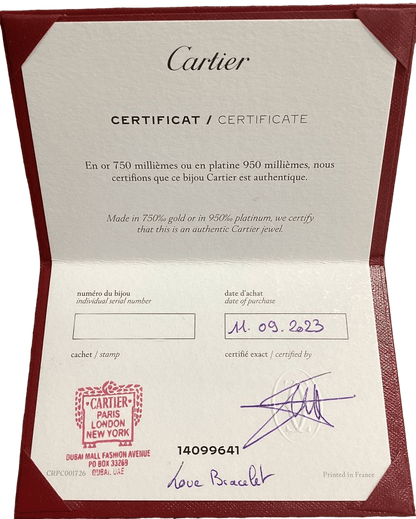 Cartier
CERTIFICAT / CERTIFICATE
En or 750 millièmes ou en platine 950 millièmes, nous
certifions que ce bijou Cartier est authentique.
Made in 750‰ gold or in 950‰ platinum, we certify
that this is an authentic Cartier jewel.
numéro du bijou
individual serial number
date d'achat
date of purchase
11.09.2023
cachet / stamp
certifié exact / certified by
CARTIER
PARIS
LONDON
NEW YORK
DUBAI MALL FASHION AVENUE
PO BOX 33269
DUBAI, UAE
14099641
Love Bracelet
CRPC001726
Printed in France